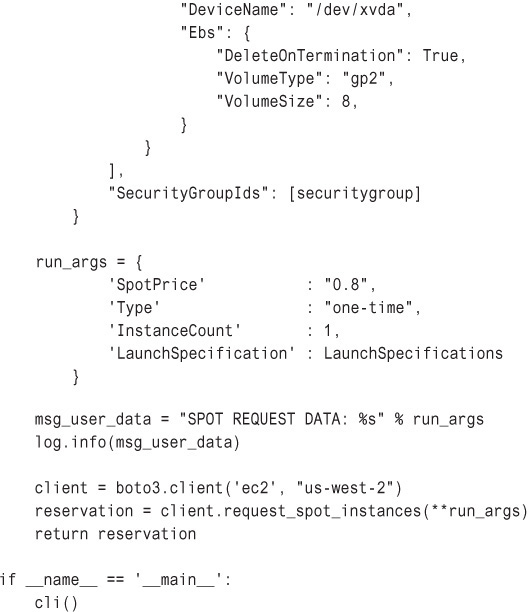 "DeviceName": "/dev/xvda",
                    "Ebs": {
                        "DeleteOnTermination": True,
                        "VolumeType": "gp2",
                        "VolumeSize": 8,
                    }
                }
            ],
            "SecurityGroupIds": [securitygroup]
        }

    run_args = {
            'SpotPrice'           : "0.8",
            'Type'                : "one-time",
            'InstanceCount'       : 1,
            'LaunchSpecification' : LaunchSpecifications
        }

    msg_user_data = "SPOT REQUEST DATA: %s" % run_args
    log.info(msg_user_data)

    client = boto3.client('ec2', "us-west-2")
    reservation = client.request_spot_instances(**run_args)
    return reservation

if __name__ == '__main__':
    cli()